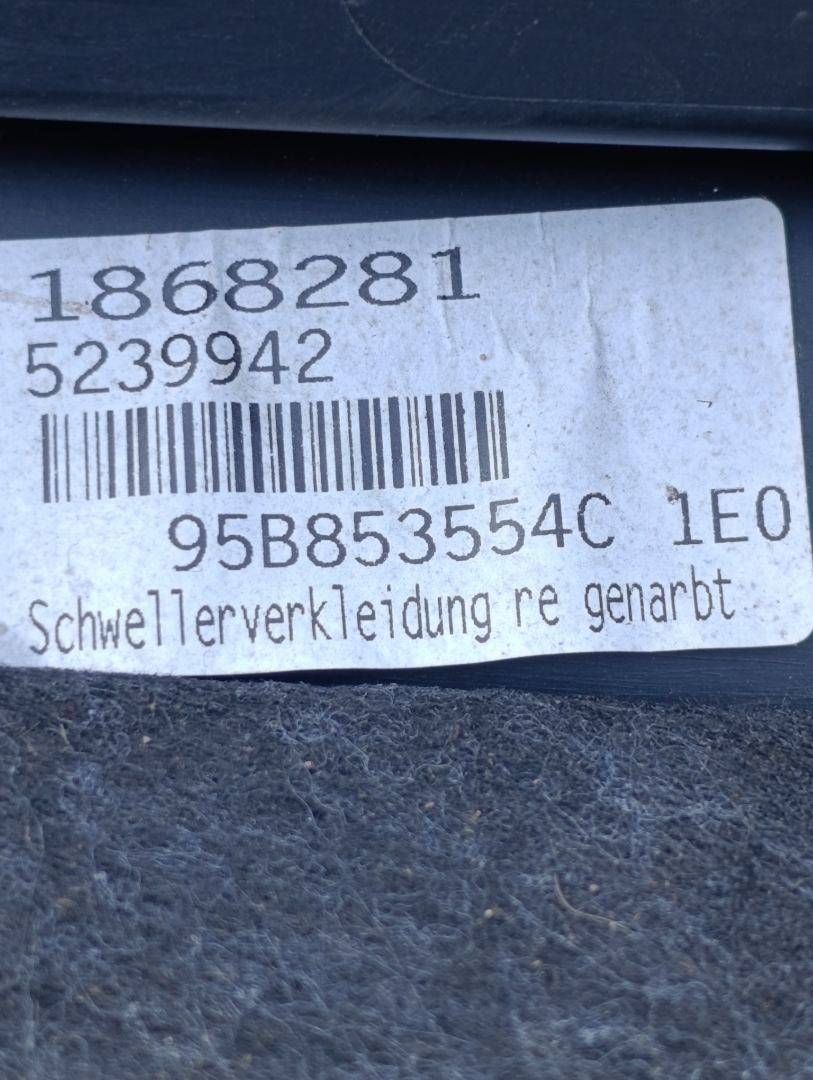 1868281
5239942
95B853554C 1E0
Schwellerverkleidung re genarbt